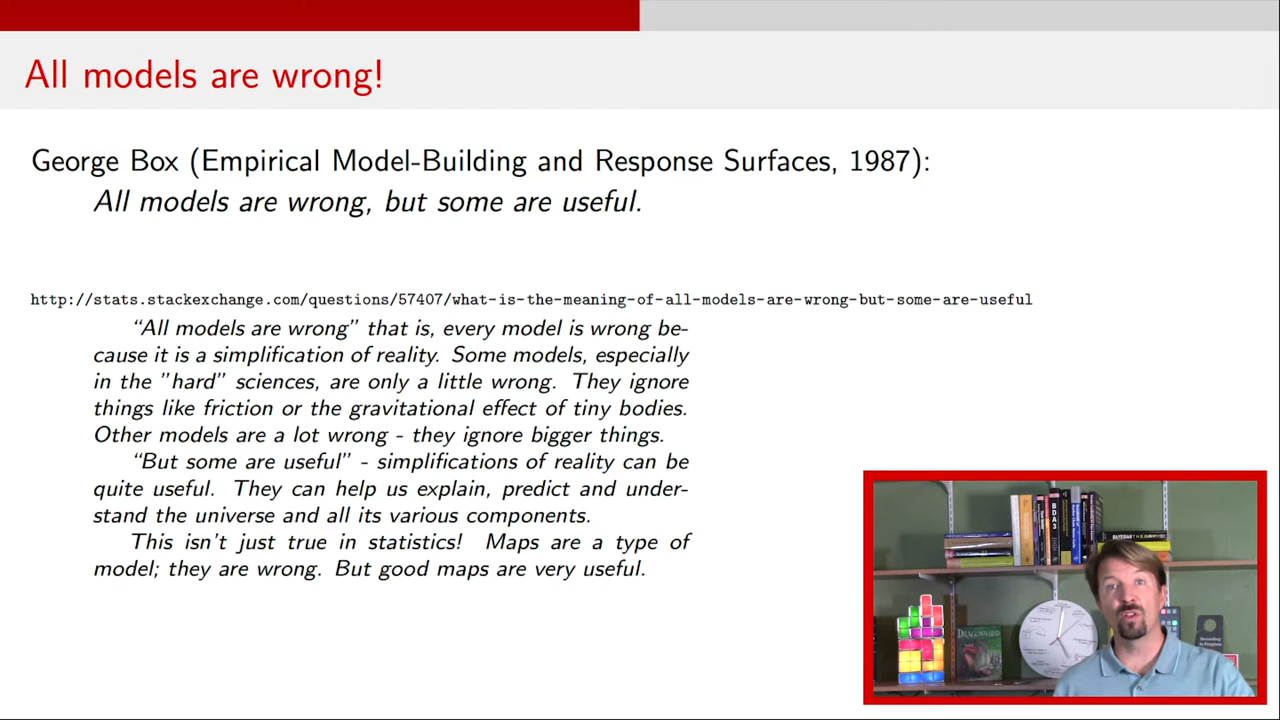 All models are wrong!
George Box (Empirical Model-Building and Response Surfaces, 1987):
All models are wrong, but some are useful.
http://stats.stackexchange.com/questions/57407/what-is-the-meaning-of-all-models-are-wrong-but-some-are-useful
“All models are wrong” that is, every model is wrong be-
cause it is a simplification of reality. Some models, especially
in the ”hard” sciences, are only a little wrong. They ignore
things like friction or the gravitational effect of tiny bodies.
Other models are a lot wrong - they ignore bigger things.
“But some are useful” - simplifications of reality can be
quite useful. They can help us explain, predict and under-
stand the universe and all its various components.
This isn’t just true in statistics! Maps are a type of
model; they are wrong. But good maps are very useful.
BDA3
DRAGONWOOD
Recording
in Progress